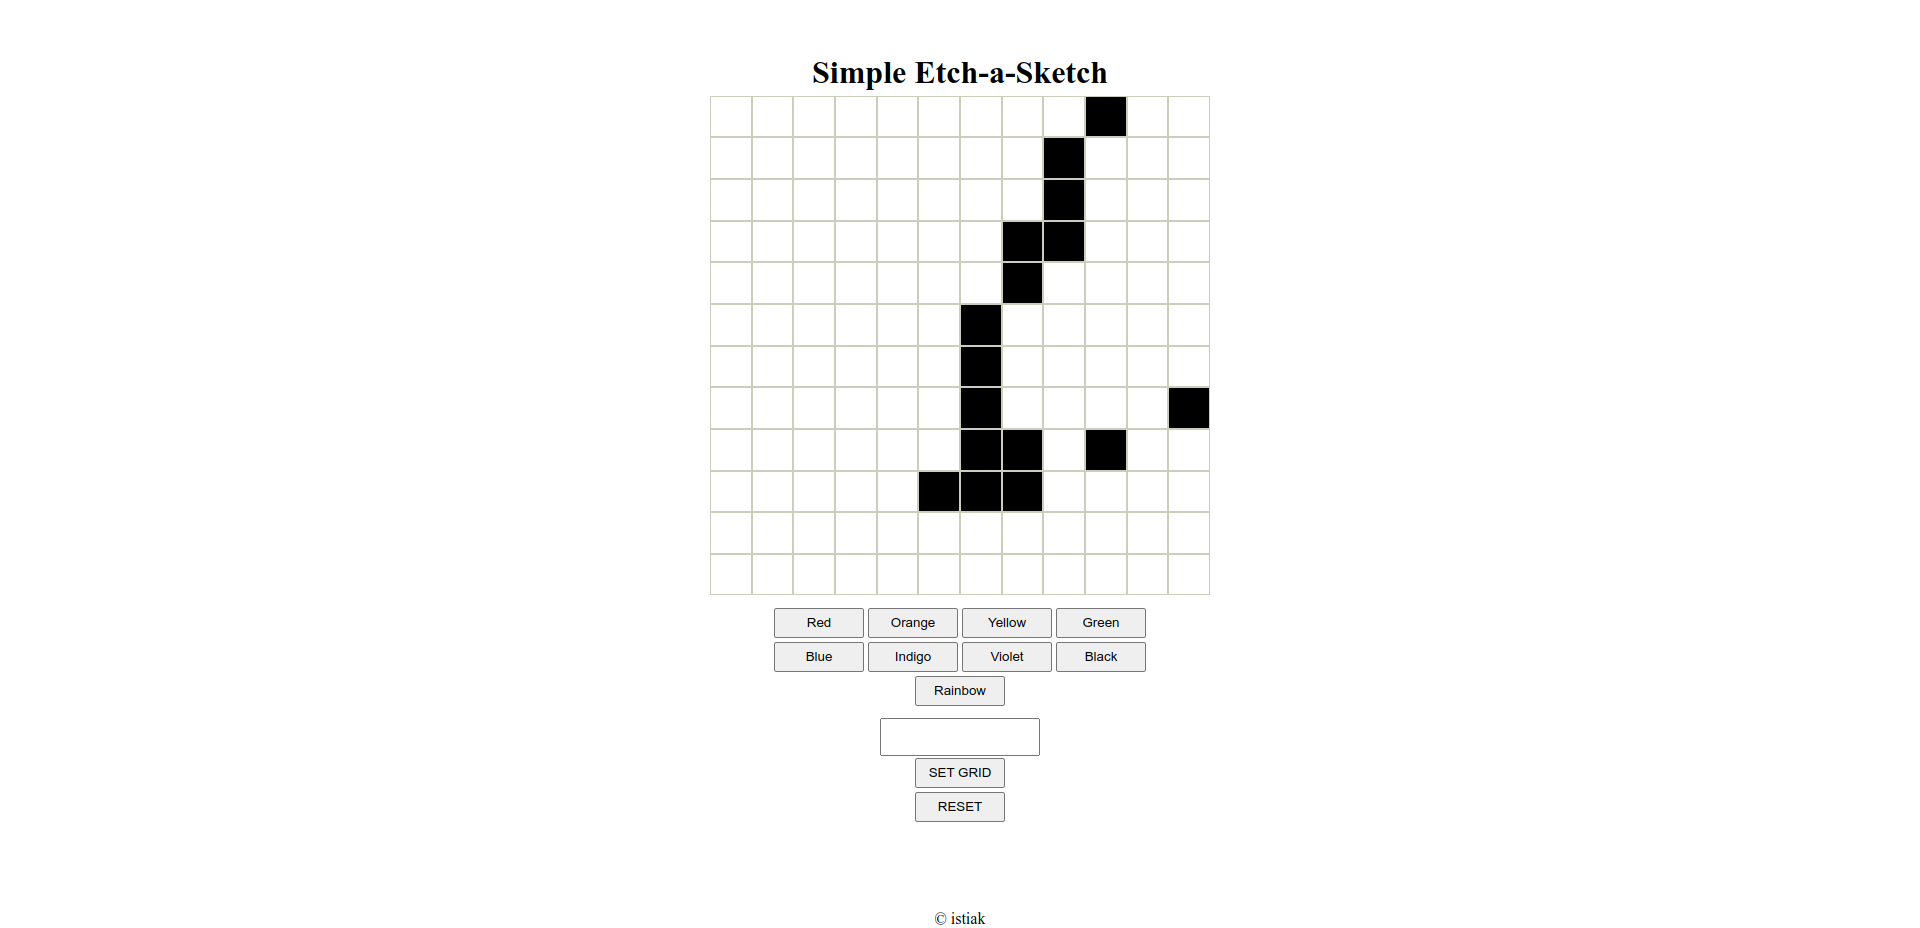 Simple Etch-a-Sketch
Red Orange Yellow Green
Blue Indigo Violet Black
Rainbow
SET GRID
RESET
© istiak